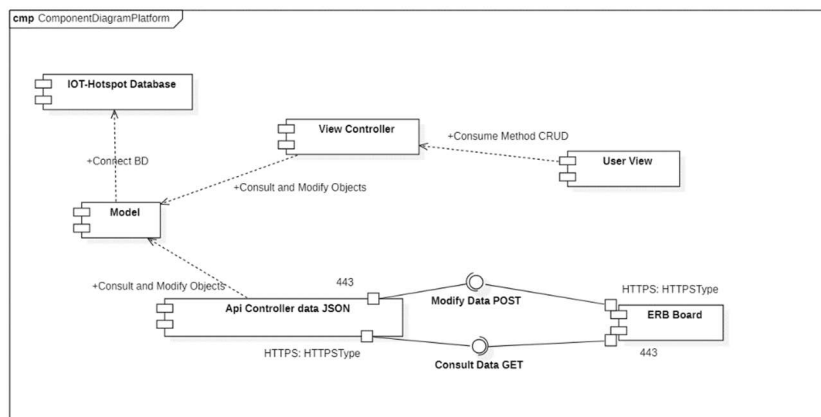 cmp ComponentDiagramPlatform
IOT-Hotspot Database
View Controller
+Consume Method CRUD
User View
+Connect BD
+Consult and Modify Objects
Model
+Consult and Modify Objects
443
Api Controller data JSON
Modify Data POST
HTTPS: HTTPSType
ERB Board
HTTPS: HTTPSType
Consult Data GET
443